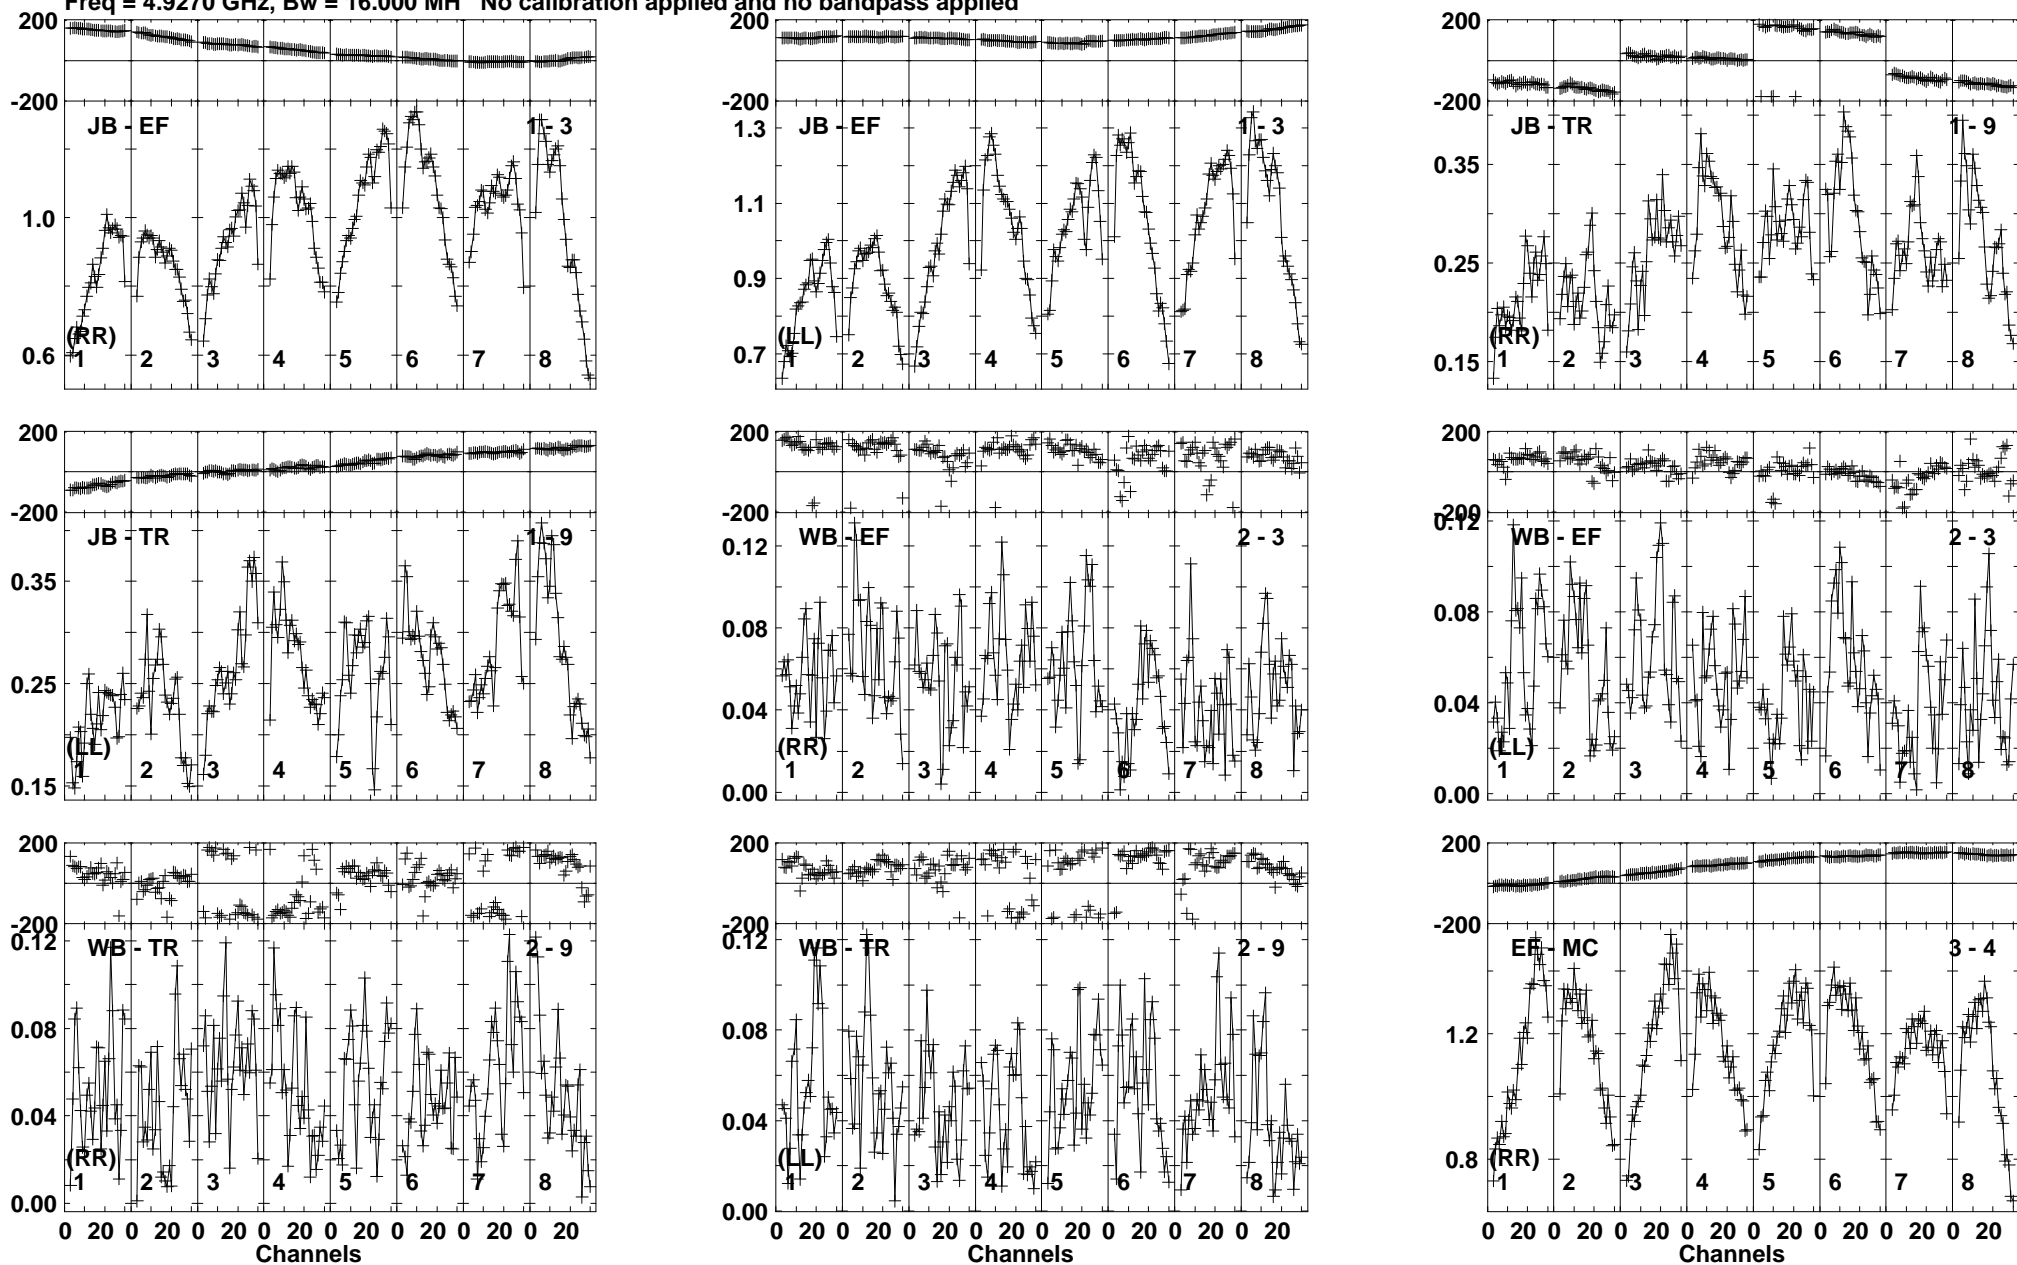 Freq = 4.9270 GHz, Bw = 16.000 MH No calibration applied and no bandpass applied
200 200 200
-200 -200 -200
JB - EF 1 - 3 JB - EF 1 - 3 JB - TR 1 - 9
1.3
0.35
1.0 1.1
0.25
0.9
(RR) (LL) (RR)
0.6 0.7 0.15
1 2 3 4 5 6 7 8 1 2 3 4 5 6 7 8 1 2 3 4 5 6 7 8
200 200 200
-200 -200 -200
JB - TR 1 - 9 WB - EF 2 - 3 WB - EF 2 - 3
0.12 0.12
0.35
0.08 0.08
0.25
0.04 0.04
(LL) (RR) (LL)
1 2 3 4 5 6 7 8 1 2 3 4 5 6 7 8 1 2 3 4 5 6 7 8
0.15 0.00 0.00
200 200 200
-200 -200 -200
0.12 0.12
WB - TR 2 - 9 WB - TR 2 - 9 EF - MC 3 - 4
0.08 0.08 1.2
0.04 0.04
(RR) (LL) (RR)
0.8
1 2 3 4 5 6 7 8 1 2 3 4 5 6 7 8 1 2 3 4 5 6 7 8
0.00 0.00
0 20 0 20 0 20 0 20 0 20 0 20 0 20 0 20 0 20 0 20 0 20 0 20 0 20 0 20 0 20 0 20 0 20 0 20 0 20 0 20 0 20 0 20 0 20 0 20
Channels Channels Channels